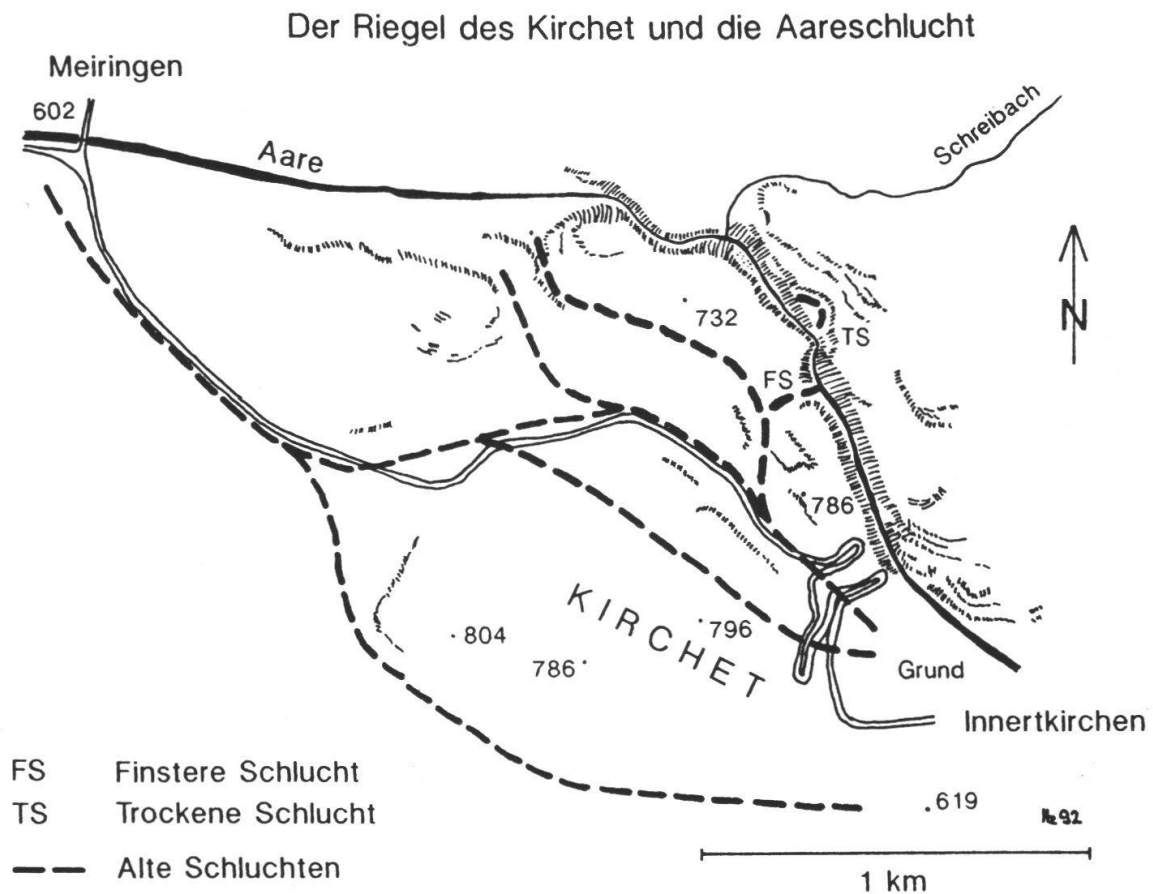 Der Riegel des Kirchet und die Aareschlucht
Meiringen
602
Aare
Schreibach
N
732
TS
FS
786
KIRCHET
796
804
786
Grund
Innertkirchen
619
FS Finstere Schlucht
TS Trockene Schlucht
Alte Schluchten
1 km